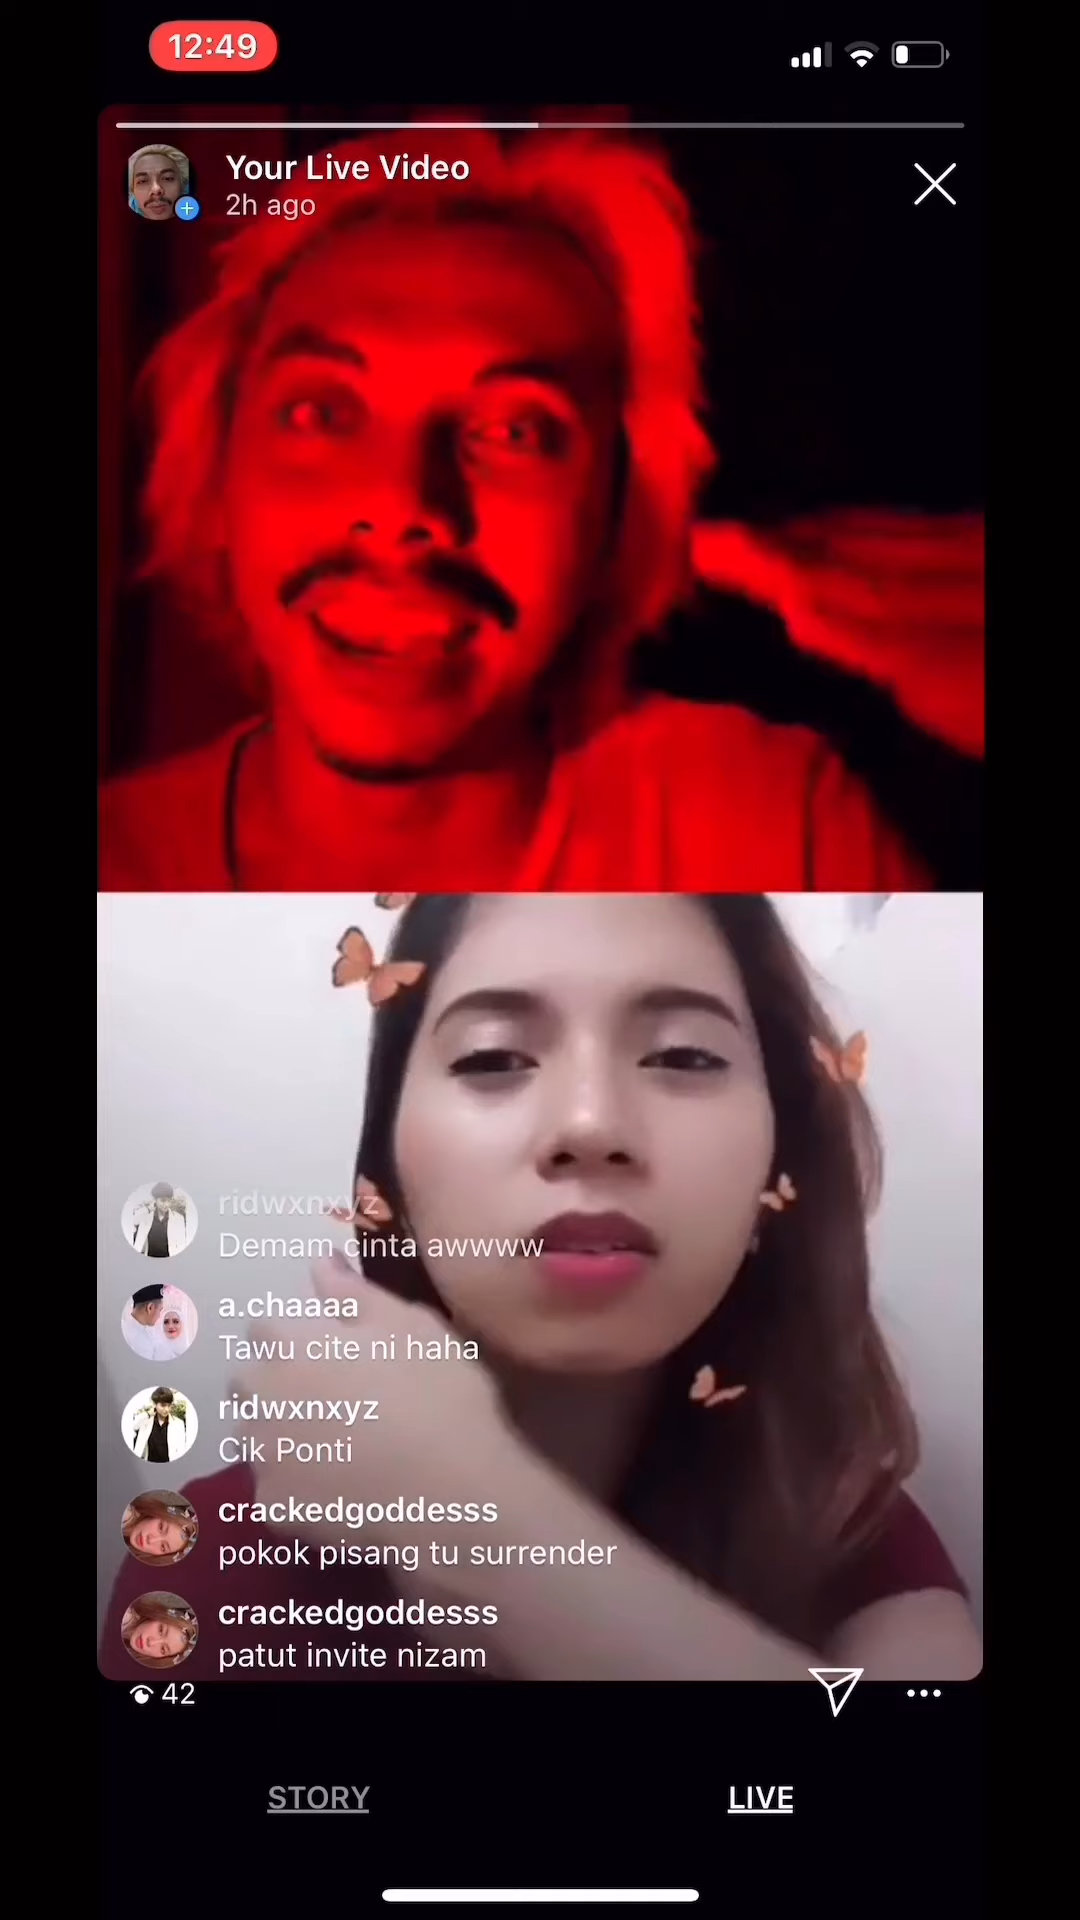 12:49
Your Live Video
2h ago
ridwxnxyz
Demam cinta awwww
a.chaaaa
Tawu cite ni haha
ridwxnxyz
Cik Ponti
crackedgoddesss
pokok pisang tu surrender
crackedgoddesss
patut invite nizam
42
STORY
LIVE